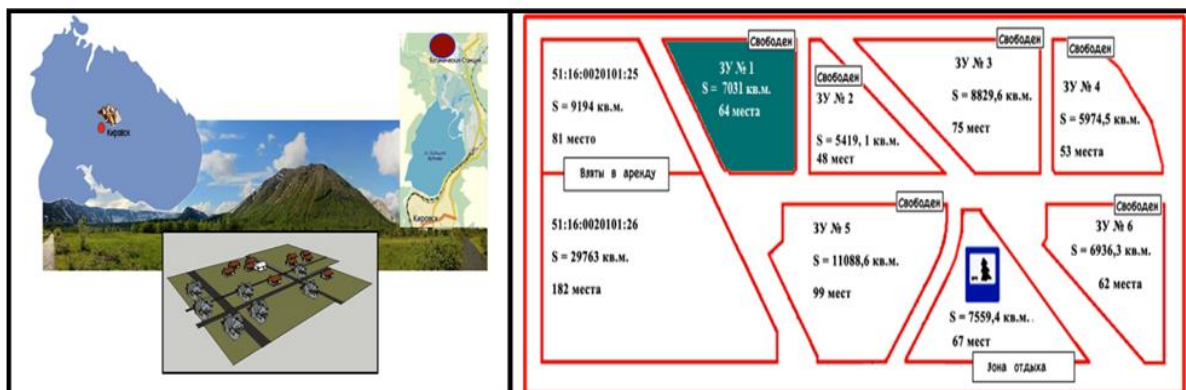 Кировск
Ботаническая Станция
Кировск
51:16:0020101:25
S = 9194 кв.м.
81 место
Взяты в аренду
51:16:0020101:26
S = 29763 кв.м.
182 места
Свободен
ЗУ № 1
S = 7031 кв.м.
64 места
Свободен
ЗУ № 2
S = 5419, 1 кв.м.
48 мест
Свободен
ЗУ № 3
S = 8829,6 кв.м.
75 мест
Свободен
ЗУ № 4
S = 5974,5 кв.м.
53 места
Свободен
ЗУ № 5
S = 11088,6 кв.м.
99 мест
S = 7559,4 кв.м.
67 мест
Зона отдыха
Свободен
ЗУ № 6
S = 6936,3 кв.м.
62 места